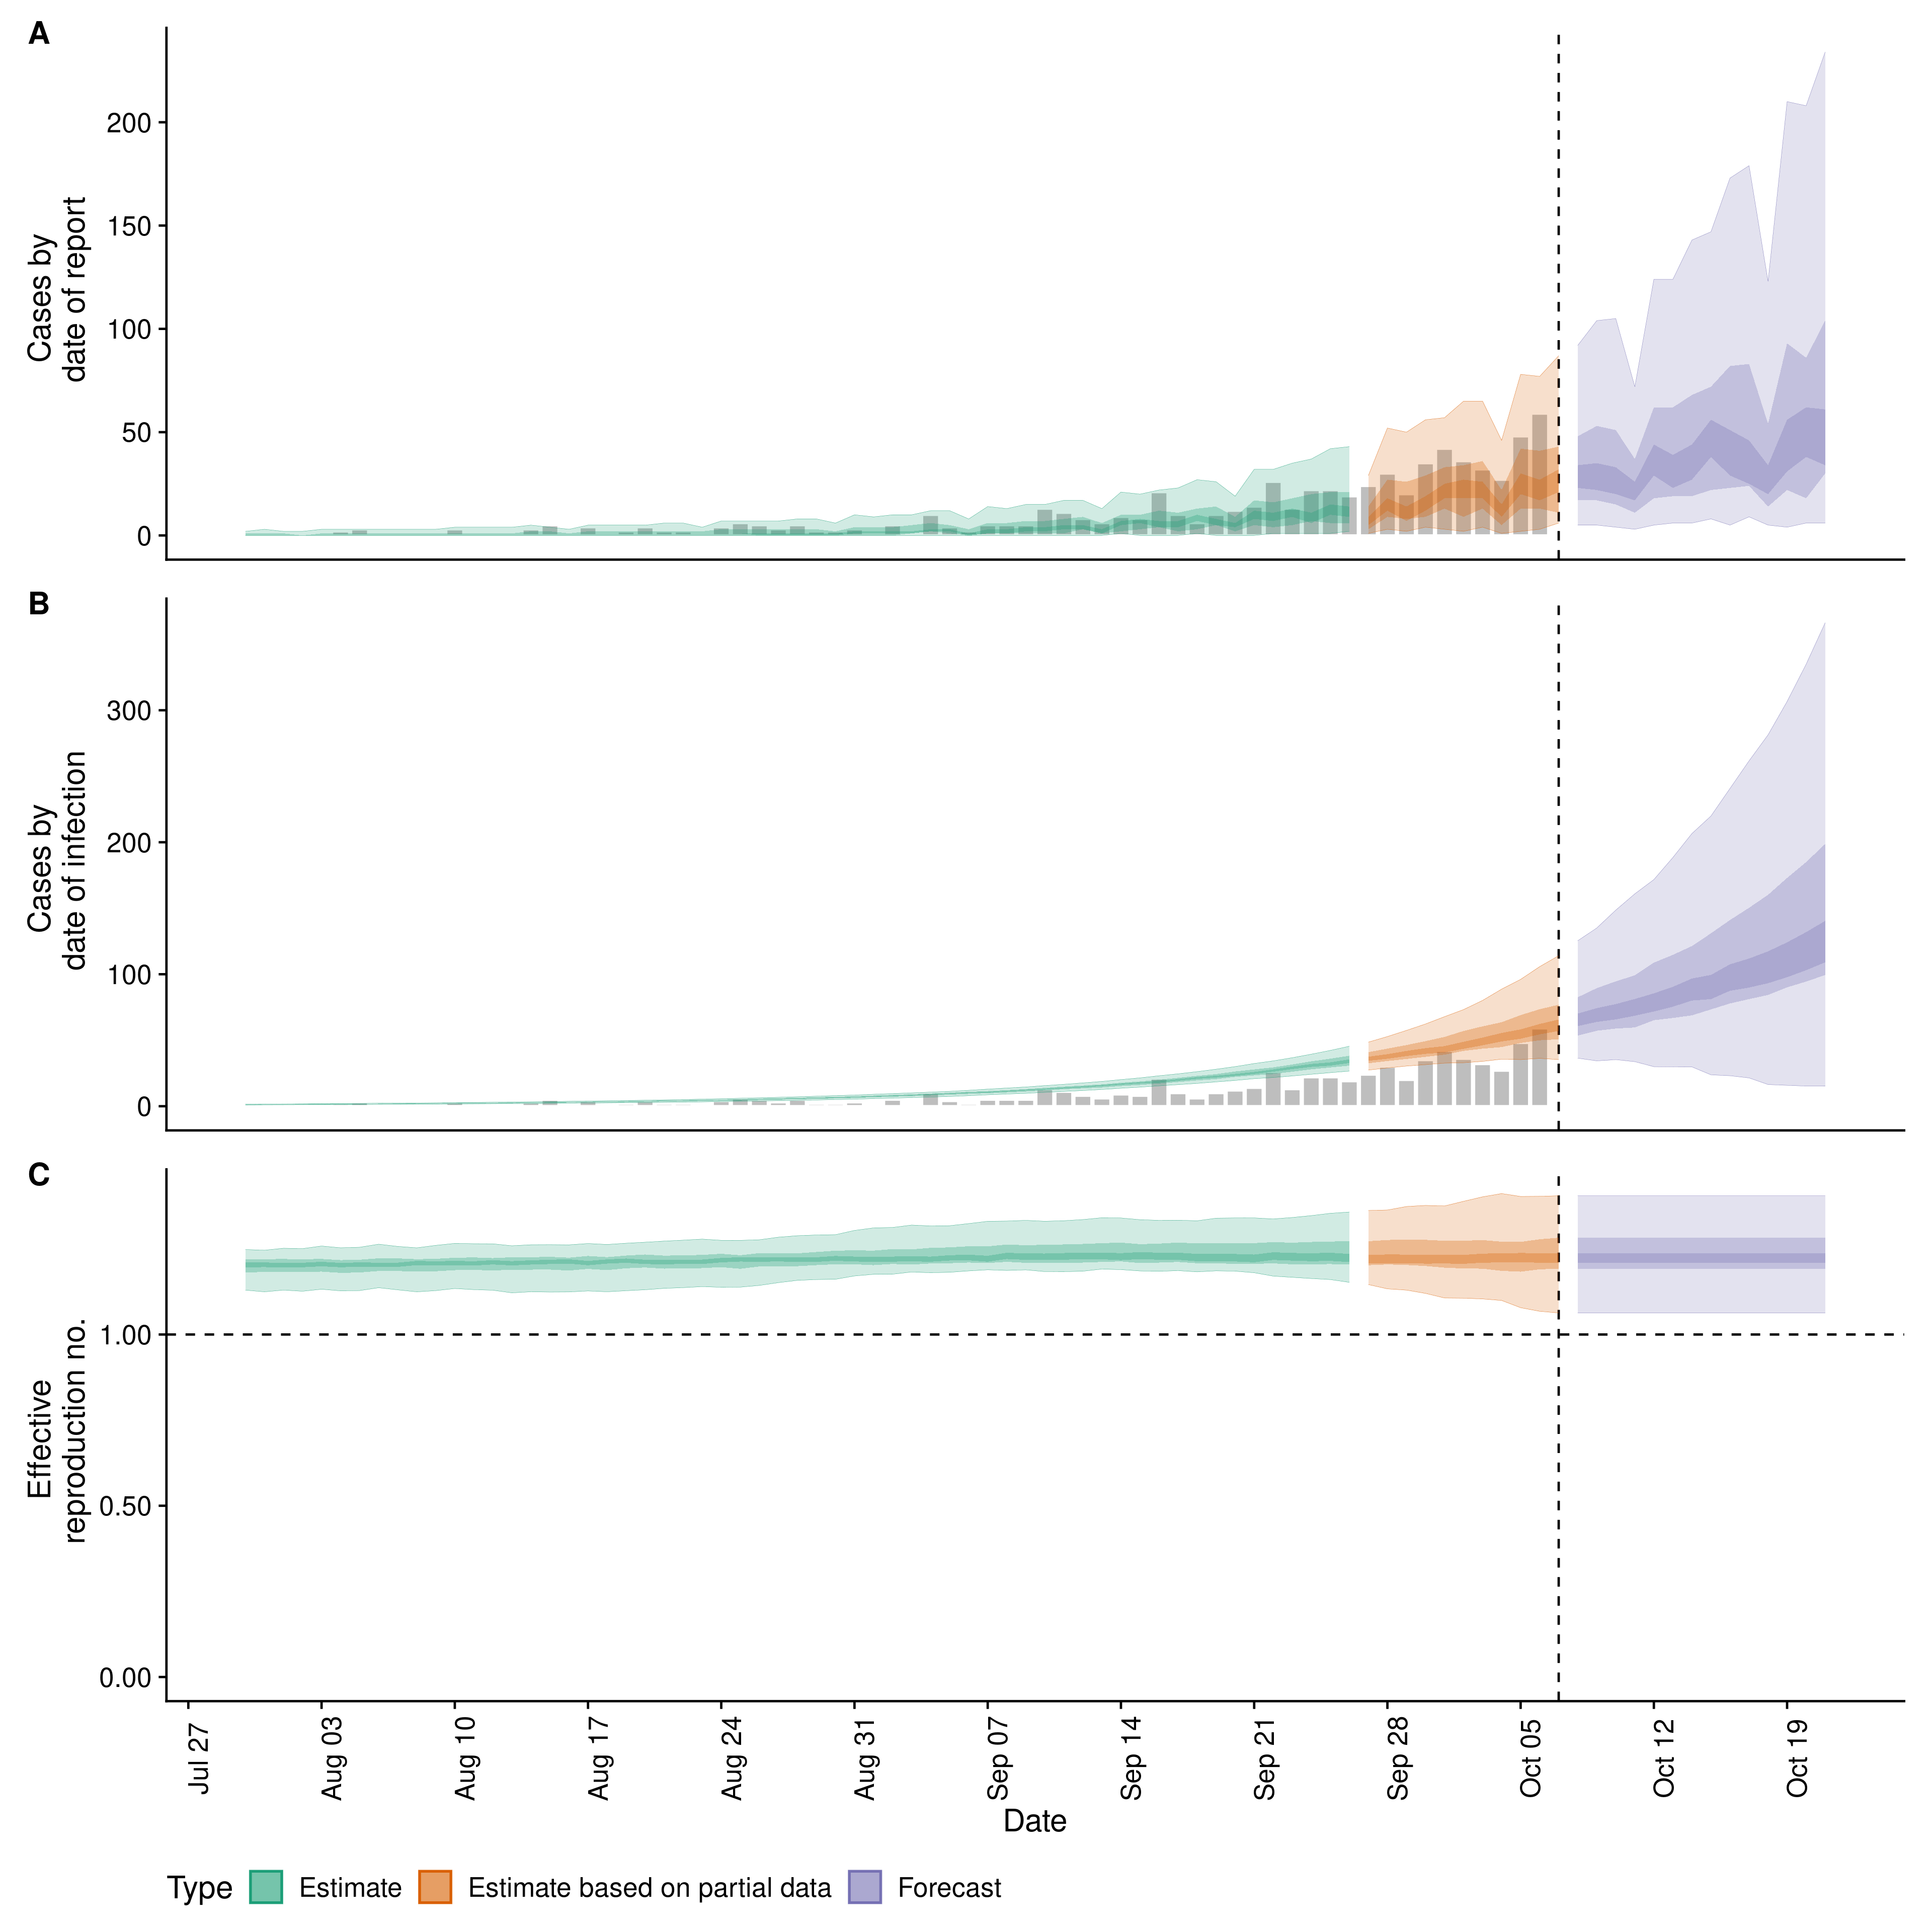 A
Cases by
date of report
200
150
100
50
0
B
Cases by
date of infection
300
200
100
0
C
Effective
reproduction no.
1.00
0.50
0.00
Jul 27
Aug 03
Aug 10
Aug 17
Aug 24
Aug 31
Sep 07
Sep 14
Sep 21
Sep 28
Oct 05
Oct 12
Oct 19
Date
Type Estimate Estimate based on partial data Forecast